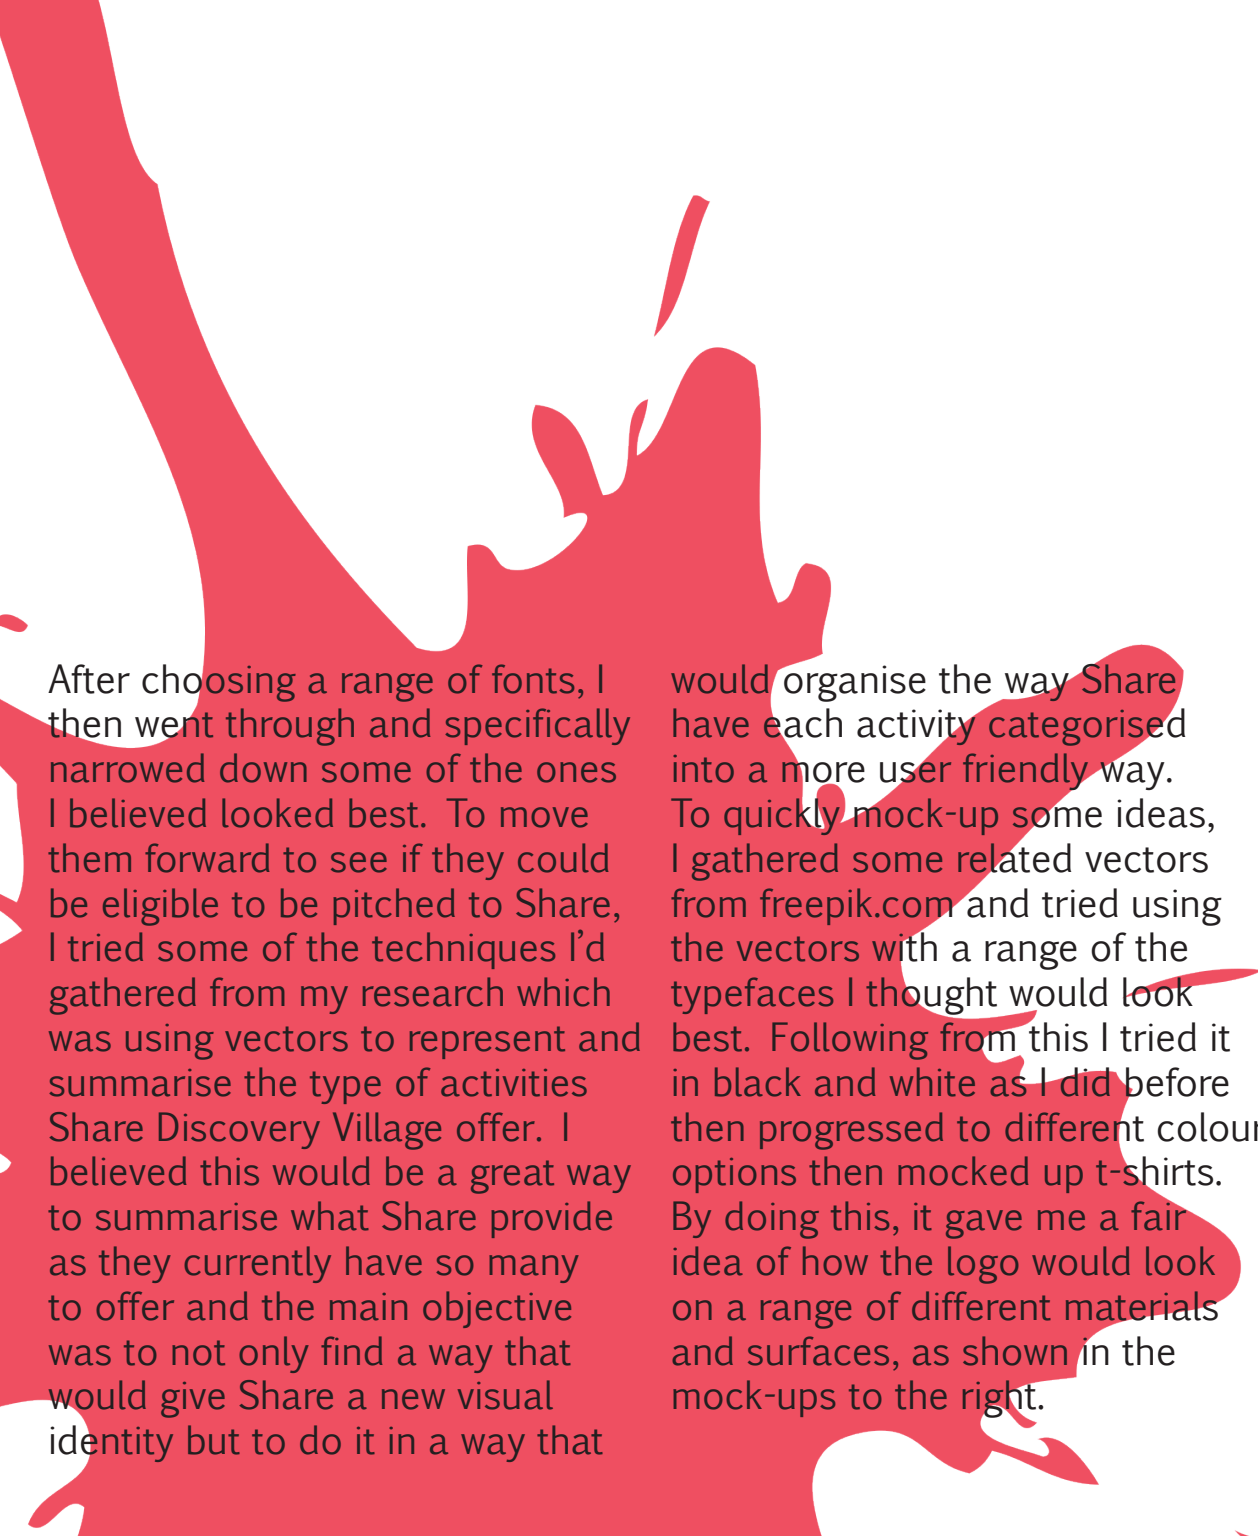 After choosing a range of fonts, I
then went through and specifically
narrowed down some of the ones
I believed looked best.  To move
them forward to see if they could
be eligible to be pitched to Share,
I tried some of the techniques I’d
gathered from my research which
was using vectors to represent and
summarise the type of activities
Share Discovery Village offer.  I
believed this would be a great way
to summarise what Share provide
as they currently have so many
to offer and the main objective
was to not only find a way that
would give Share a new visual
identity but to do it in a way that
would organise the way Share
have each activity categorised
into a more user friendly way.
To quickly mock-up some ideas,
I gathered some related vectors
from freepik.com and tried using
the vectors with a range of the
typefaces I thought would look
best.  Following from this I tried it
in black and white as I did before
then progressed to different colour
options then mocked up t-shirts.
By doing this, it gave me a fair
idea of how the logo would look
on a range of different materials
and surfaces, as shown in the
mock-ups to the right.